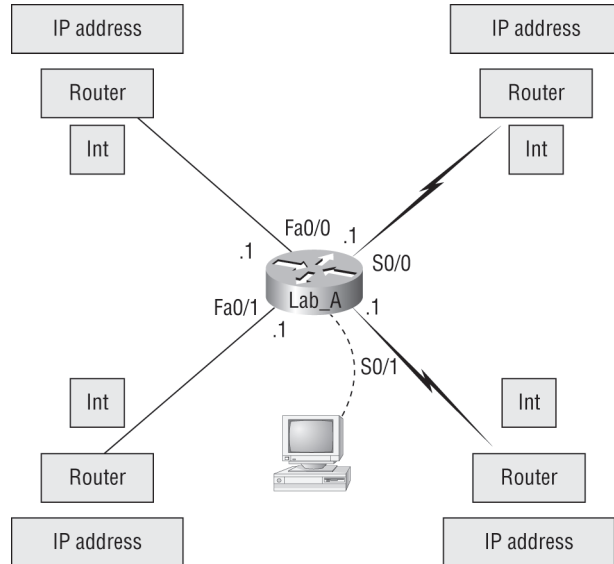 IP address
IP address
Router
Router
Int
Int
Fa0/0
.1
.1
S0/0
Lab_A
Fa0/1
.1
.1
S0/1
Int
Int
Router
Router
IP address
IP address